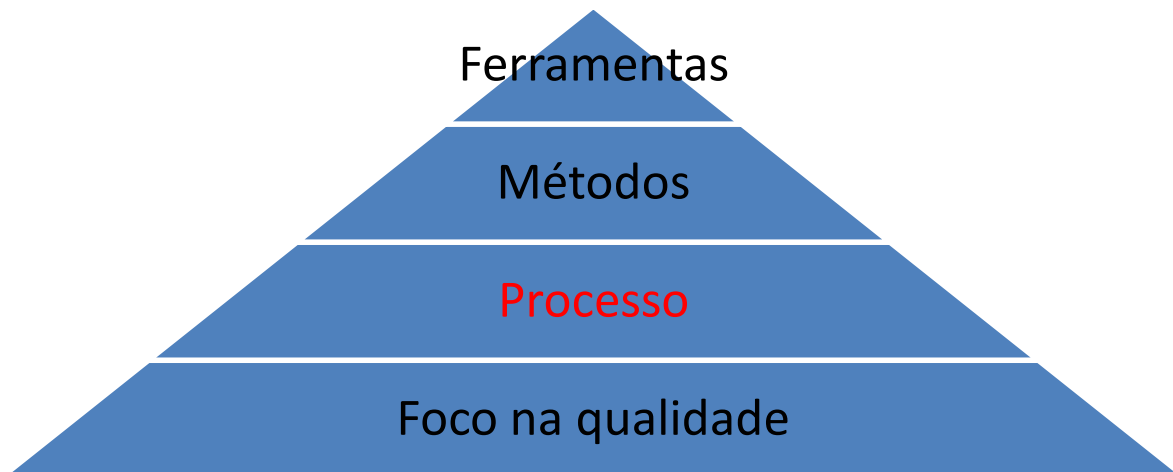 Ferramentas
Métodos
Processo
Foco na qualidade